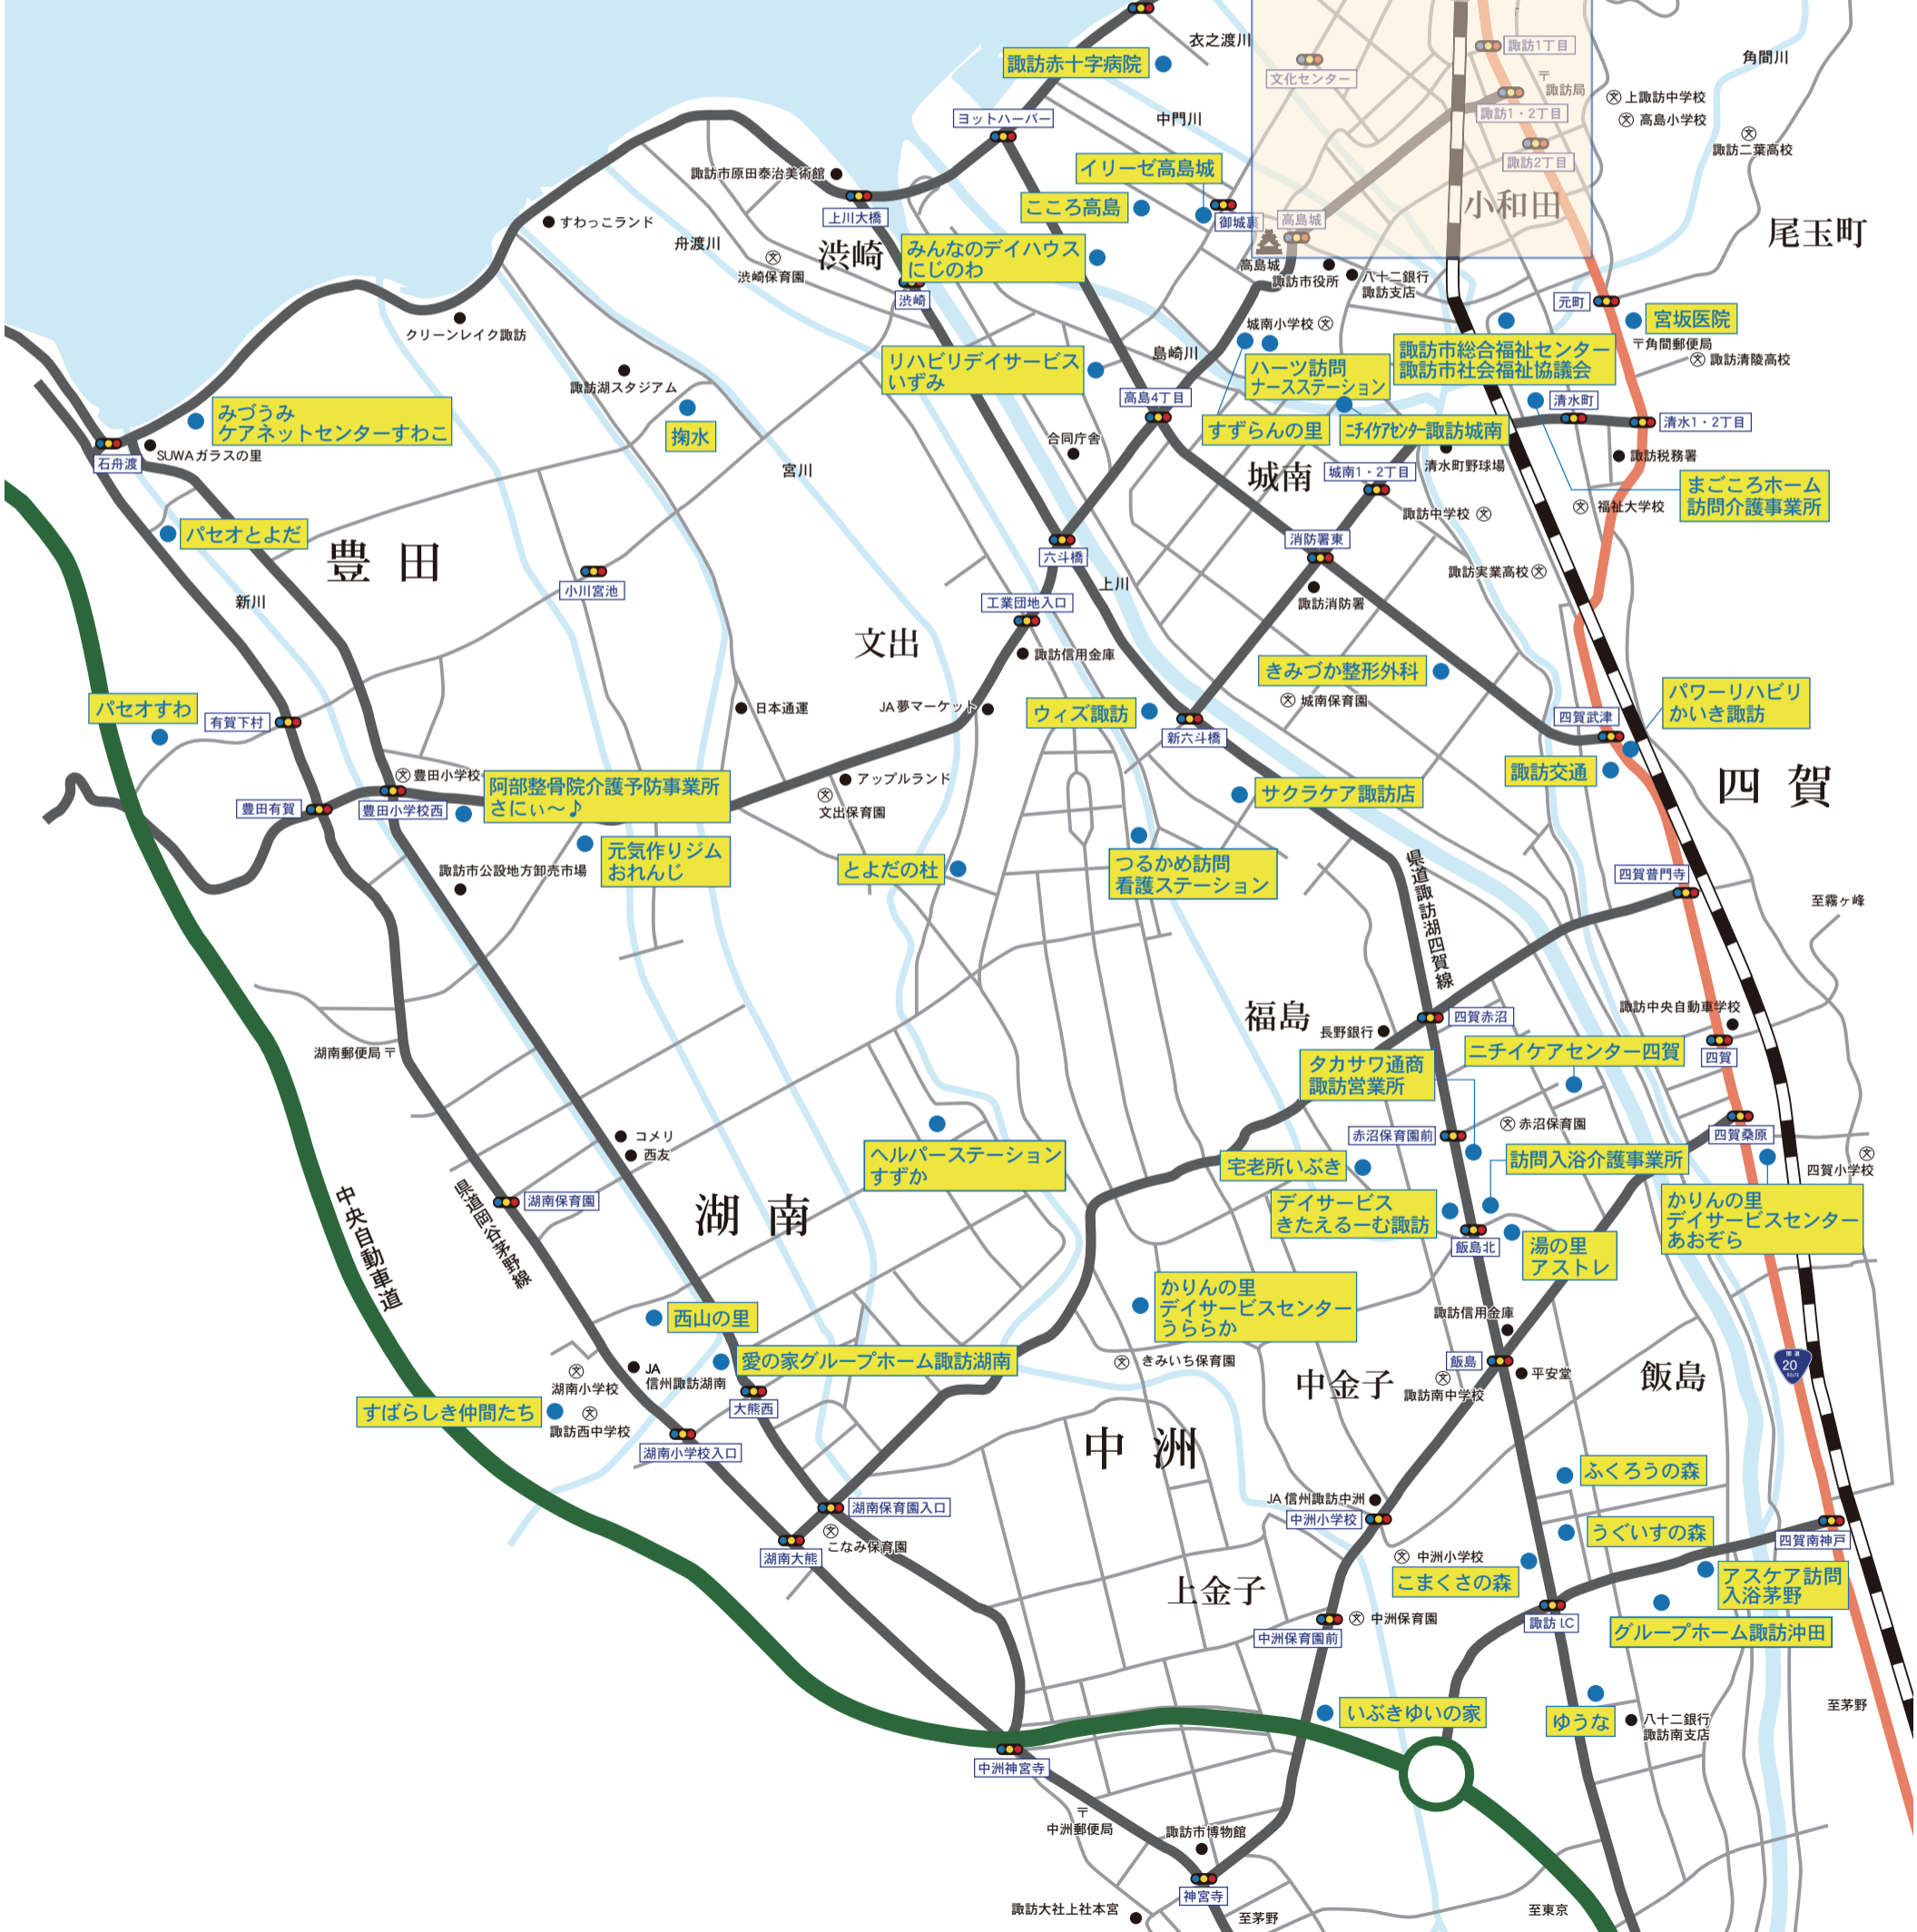 諏訪赤十字病院
衣之渡川
文化センター
諏訪1丁目
〒
諏訪局
角間川
諏訪1・2丁目
上諏訪中学校
高島小学校
諏訪二葉高校
諏訪2丁目
ヨットハーバー
中門川
イリーゼ高島城
諏訪市原田泰治美術館
こころ高島
御城裏
高島城
小和田
尾玉町
上川大橋
すわっこランド
舟渡川
渋崎
みんなのデイハウス
にじのわ
渋崎保育園
渋崎
高島城
諏訪市役所
八十二銀行
諏訪支店
元町
宮坂医院
クリーンレイク諏訪
城南小学校
島崎川
リハビリデイサービス
いずみ
ハーツ訪問
ナースステーション
諏訪市総合福祉センター
諏訪市社会福祉協議会
〒角間郵便局
諏訪清陵高校
諏訪湖スタジアム
高島4丁目
清水町
清水1・2丁目
みづうみ
ケアネットセンターすわこ
掬水
すずらんの里
ニチイケアセンター諏訪城南
石舟渡
SUWAガラスの里
合同庁舎
宮川
城南
城南1・2丁目
清水町野球場
諏訪税務署
まごころホーム
訪問介護事業所
諏訪中学校
福祉大学校
パセオとよだ
豊田
消防署東
六斗橋
小川宮池
上川
諏訪実業高校
新川
工業団地入口
諏訪消防署
文出
諏訪信用金庫
きみづか整形外科
城南保育園
パワーリハビリ
かいき諏訪
パセオすわ
有賀下村
日本通運
JA夢マーケット
ウィズ諏訪
新六斗橋
四賀武津
諏訪交通
四賀
豊田小学校
阿部整骨院介護予防事業所
さにぃ〜♪
アップルランド
サクラケア諏訪店
豊田有賀
豊田小学校西
文出保育園
元気作りジム
おれんじ
とよだの杜
つるかめ訪問
看護ステーション
諏訪市公設地方卸売市場
県道諏訪湖四賀線
四賀普門寺
至霧ヶ峰
福島
長野銀行
四賀赤沼
諏訪中央自動車学校
湖南郵便局〒
四賀
タカサワ通商
諏訪営業所
ニチイケアセンター四賀
コメリ
西友
ヘルパーステーション
すずか
赤沼保育園前
赤沼保育園
四賀桑原
宅老所いぶき
訪問入浴介護事業所
四賀小学校
中央自動車道
県道岡谷茅野線
湖南保育園
湖南
デイサービス
きたえるーむ諏訪
かりんの里
デイサービスセンター
あおぞら
飯島北
湯の里
アストレ
西山の里
かりんの里
デイサービスセンター
うららか
諏訪信用金庫
愛の家グループホーム諏訪湖南
きみいち保育園
飯島
平安堂
飯島
国道
20
ROUTE
JA
信州諏訪湖南
湖南小学校
中金子
諏訪南中学校
すばらしき仲間たち
諏訪西中学校
大熊西
湖南小学校入口
中洲
ふくろうの森
湖南保育園入口
JA信州諏訪中洲
中洲小学校
うぐいすの森
四賀南神戸
湖南大熊
こなみ保育園
中洲小学校
こまくさの森
アスケア訪問
入浴茅野
上金子
中洲保育園前
中洲保育園
諏訪I.C
グループホーム諏訪沖田
いぶきゆいの家
ゆうな
八十二銀行
諏訪南支店
至茅野
中洲神宮寺
〒
中洲郵便局
諏訪市博物館
神宮寺
諏訪大社上社本宮
至茅野
至東京